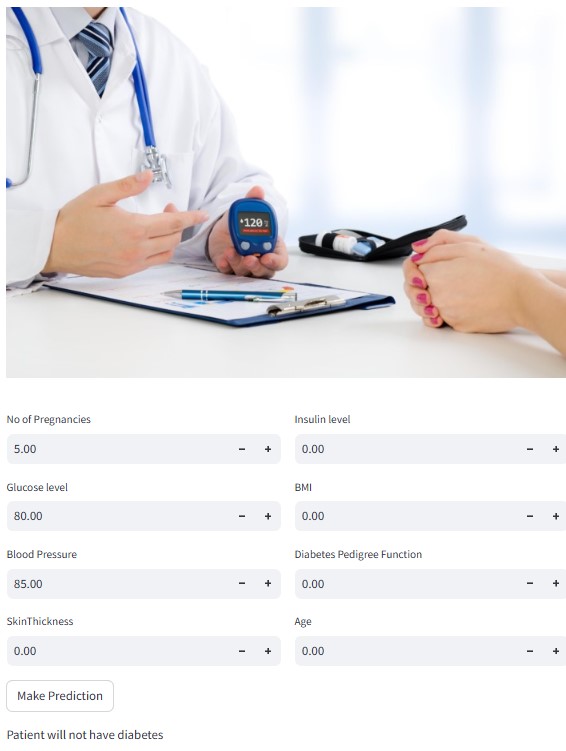 120
No of Pregnancies
5.00
Insulin level
0.00
Glucose level
80.00
BMI
0.00
Blood Pressure
85.00
Diabetes Pedigree Function
0.00
SkinThickness
0.00
Age
0.00
Make Prediction
Patient will not have diabetes